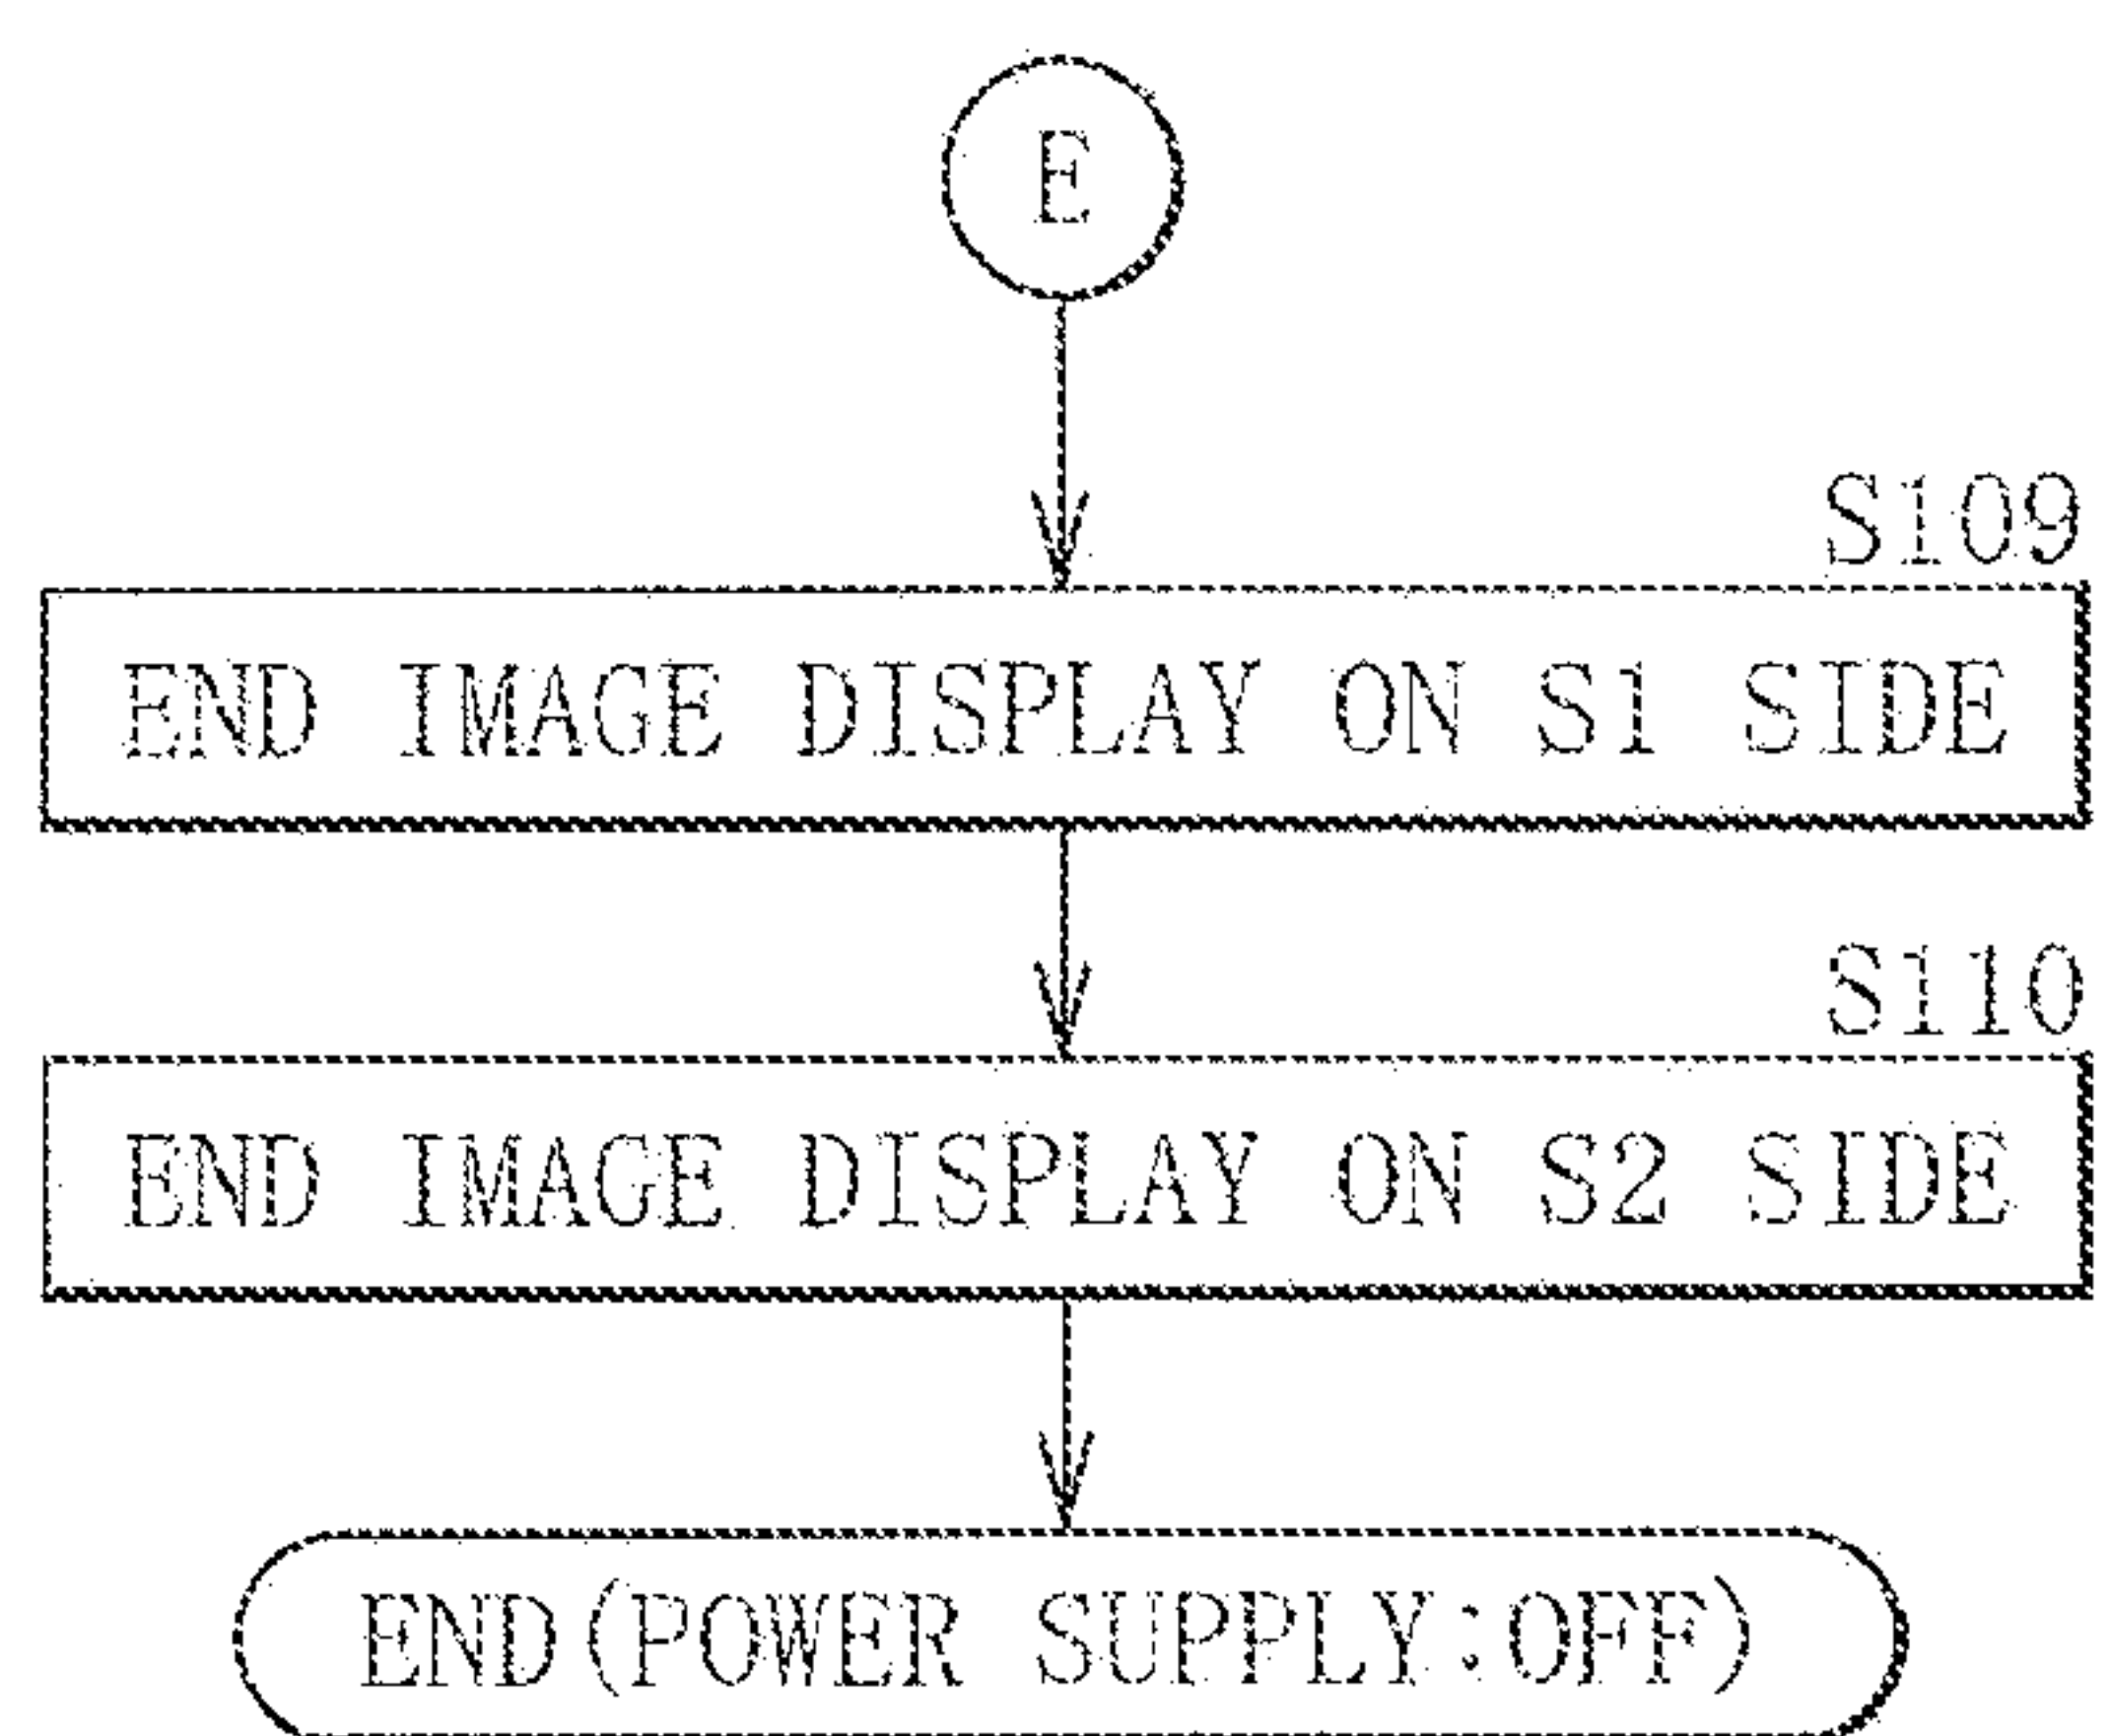 E
S109
END IMAGE DISPLAY ON S1 SIDE
S110
END IMAGE DISPLAY ON S2 SIDE
END(POWER SUPPLY:OFF)